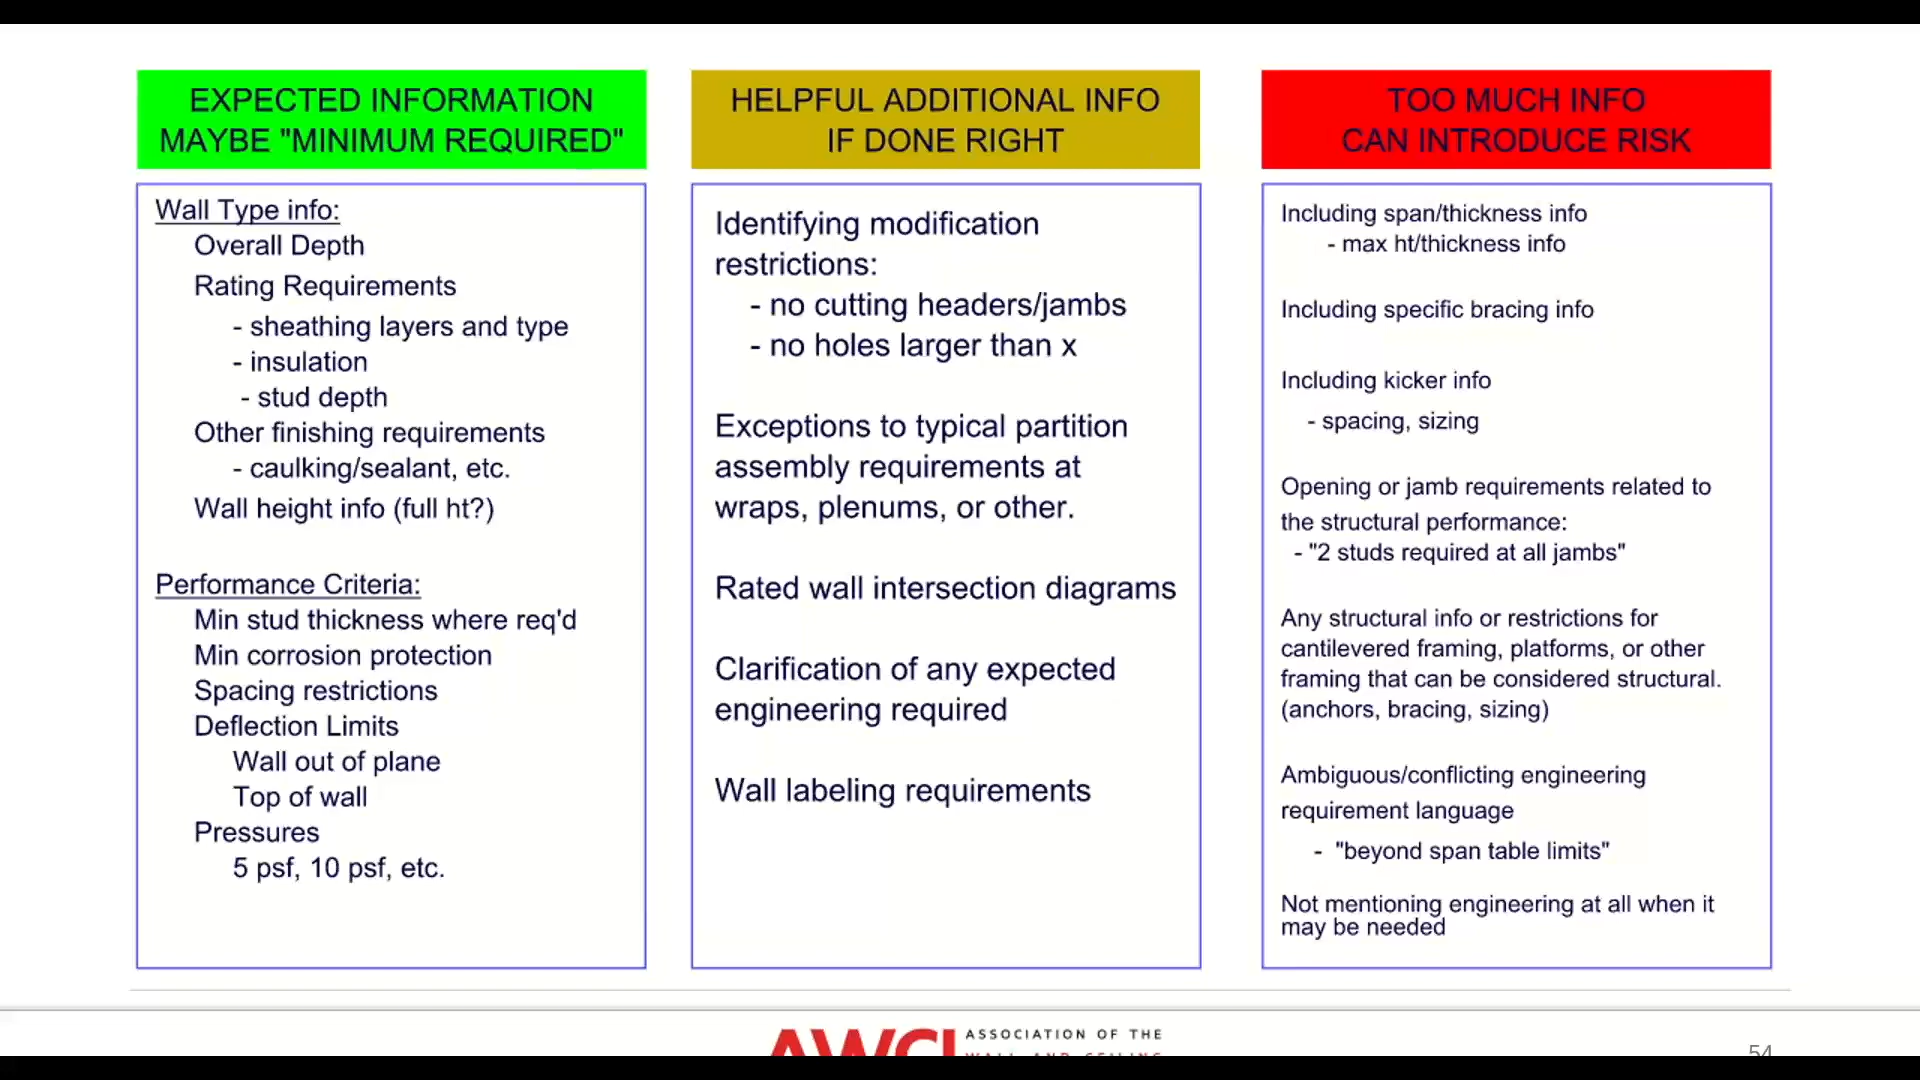 EXPECTED INFORMATION
MAYBE "MINIMUM REQUIRED"
Wall Type info:
Overall Depth
Rating Requirements
- sheathing layers and type
- insulation
- stud depth
Other finishing requirements
- caulking/sealant, etc.
Wall height info (full ht?)
Performance Criteria:
Min stud thickness where req'd
Min corrosion protection
Spacing restrictions
Deflection Limits
Wall out of plane
Top of wall
Pressures
5 psf, 10 psf, etc.
HELPFUL ADDITIONAL INFO
IF DONE RIGHT
Identifying modification
restrictions:
- no cutting headers/jambs
- no holes larger than x
Exceptions to typical partition
assembly requirements at
wraps, plenums, or other.
Rated wall intersection diagrams
Clarification of any expected
engineering required
Wall labeling requirements
TOO MUCH INFO
CAN INTRODUCE RISK
Including span/thickness info
- max ht/thickness info
Including specific bracing info
Including kicker info
- spacing, sizing
Opening or jamb requirements related to
the structural performance:
- "2 studs required at all jambs"
Any structural info or restrictions for
cantilevered framing, platforms, or other
framing that can be considered structural.
(anchors, bracing, sizing)
Ambiguous/conflicting engineering
requirement language
- "beyond span table limits"
Not mentioning engineering at all when it
may be needed
AWCI
ASSOCIATION OF THE
WALL AND CEILING
54